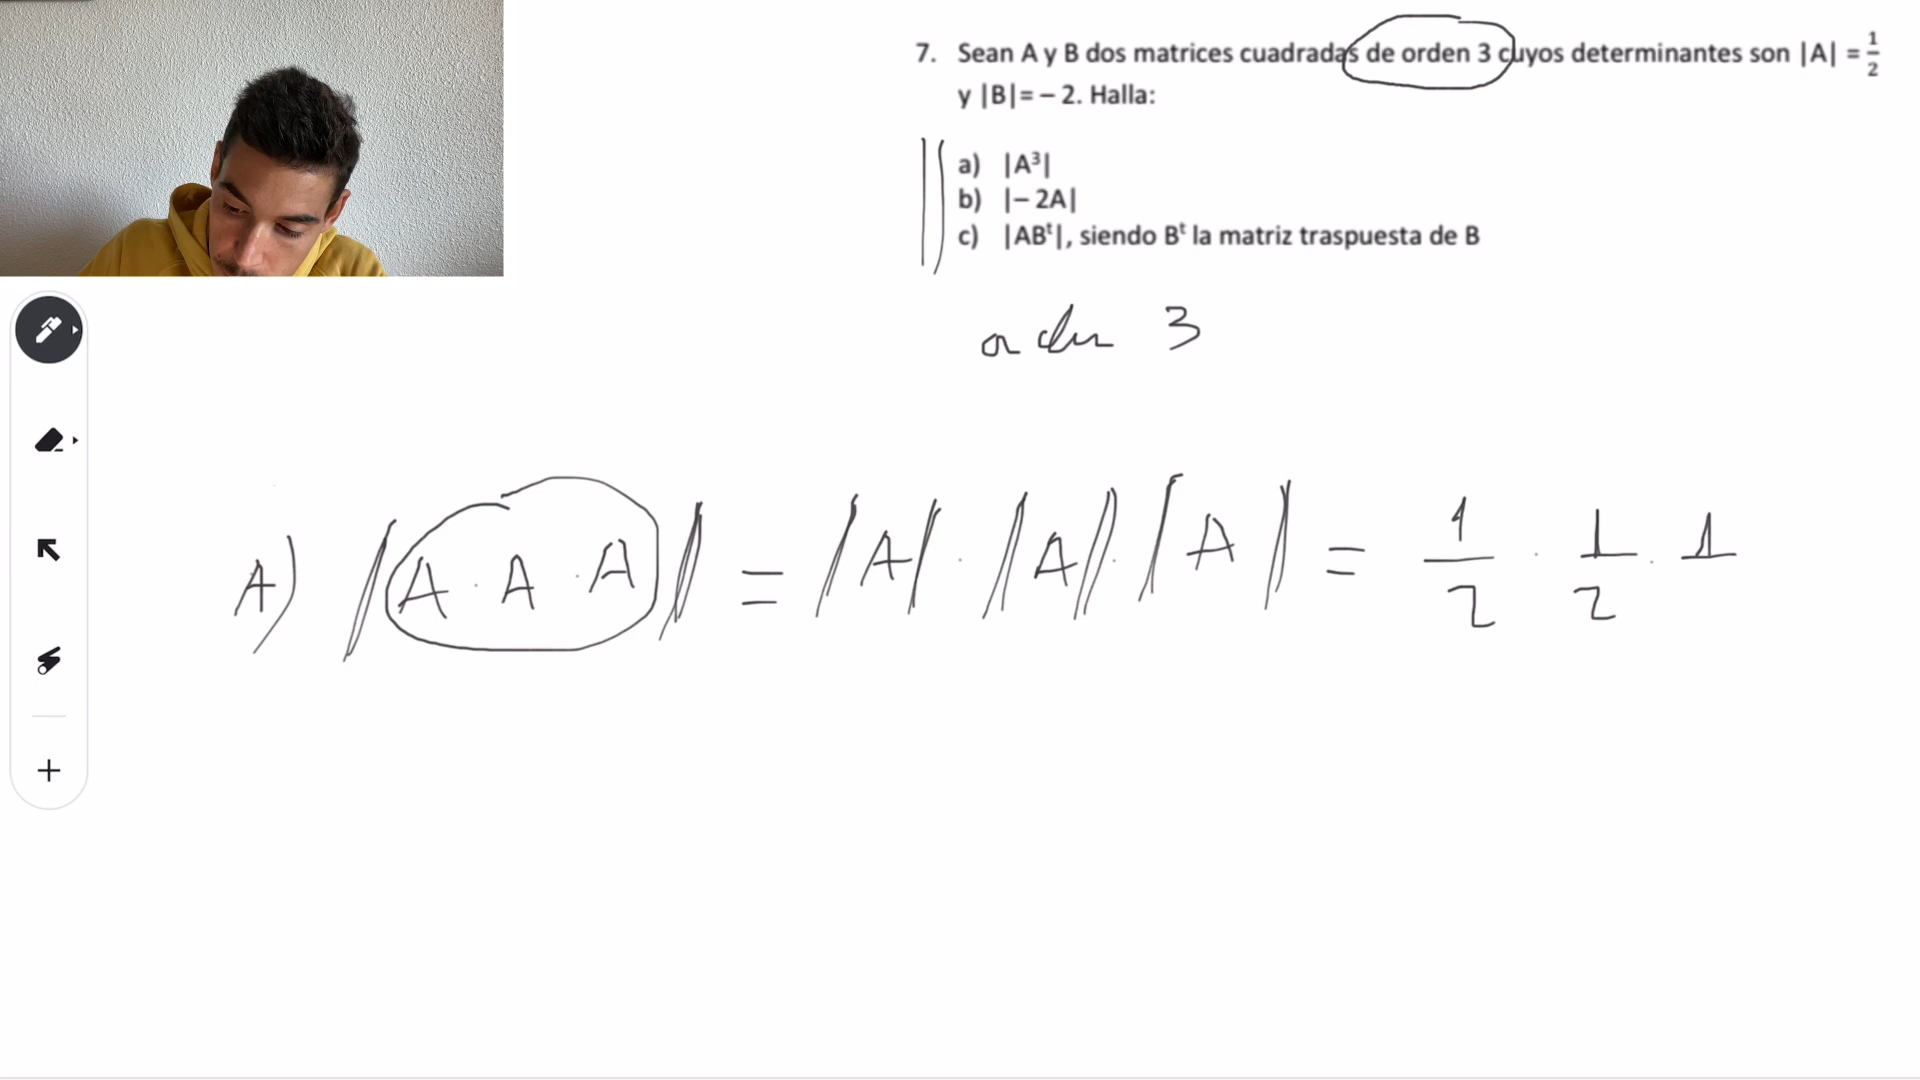 7. Sean A y B dos matrices cuadradas de orden 3 cuyos determinantes son |A| = 1/2
y |B|= – 2. Halla:
a) |A³|
b) |– 2A|
c) |ABᵗ|, siendo Bᵗ la matriz traspuesta de B
orden 3
A) |A · A · A| = |A| · |A| · |A| = 1/2 · 1/2 · 1